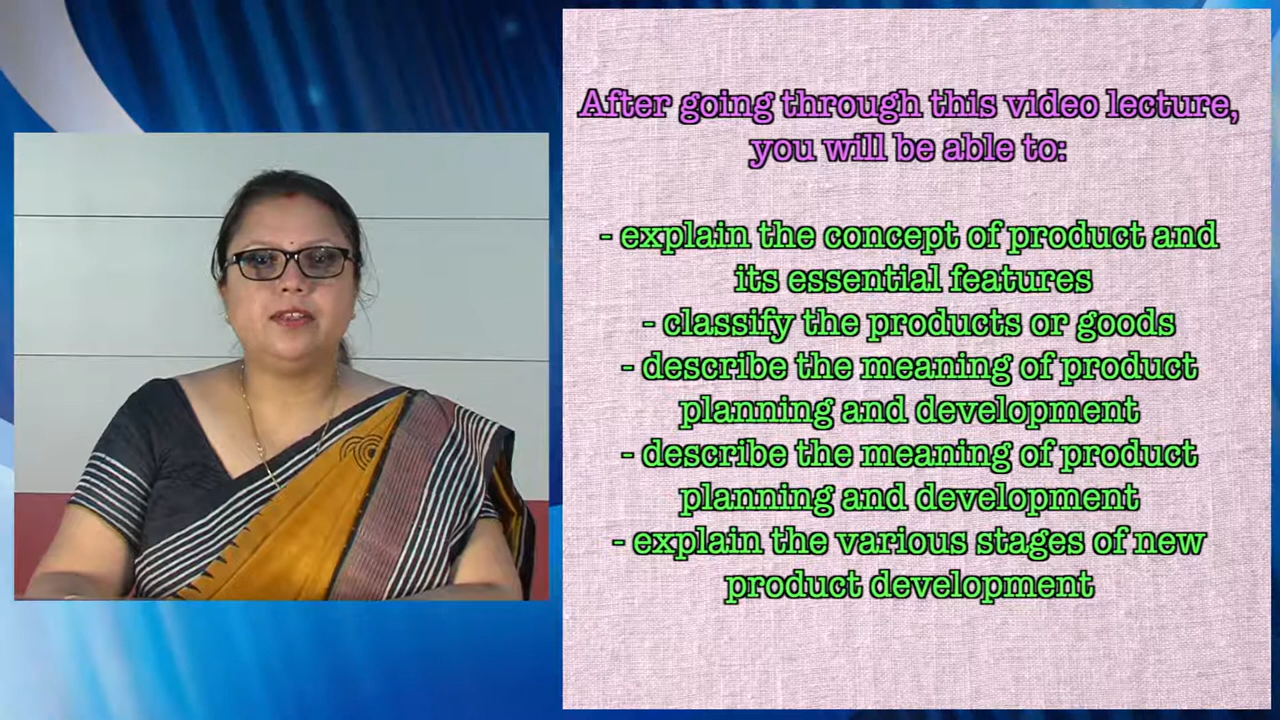 After going through this video lecture,
you will be able to:
- explain the concept of product and
its essential features
- classify the products or goods
- describe the meaning of product
planning and development
- describe the meaning of product
planning and development
- explain the various stages of new
product development